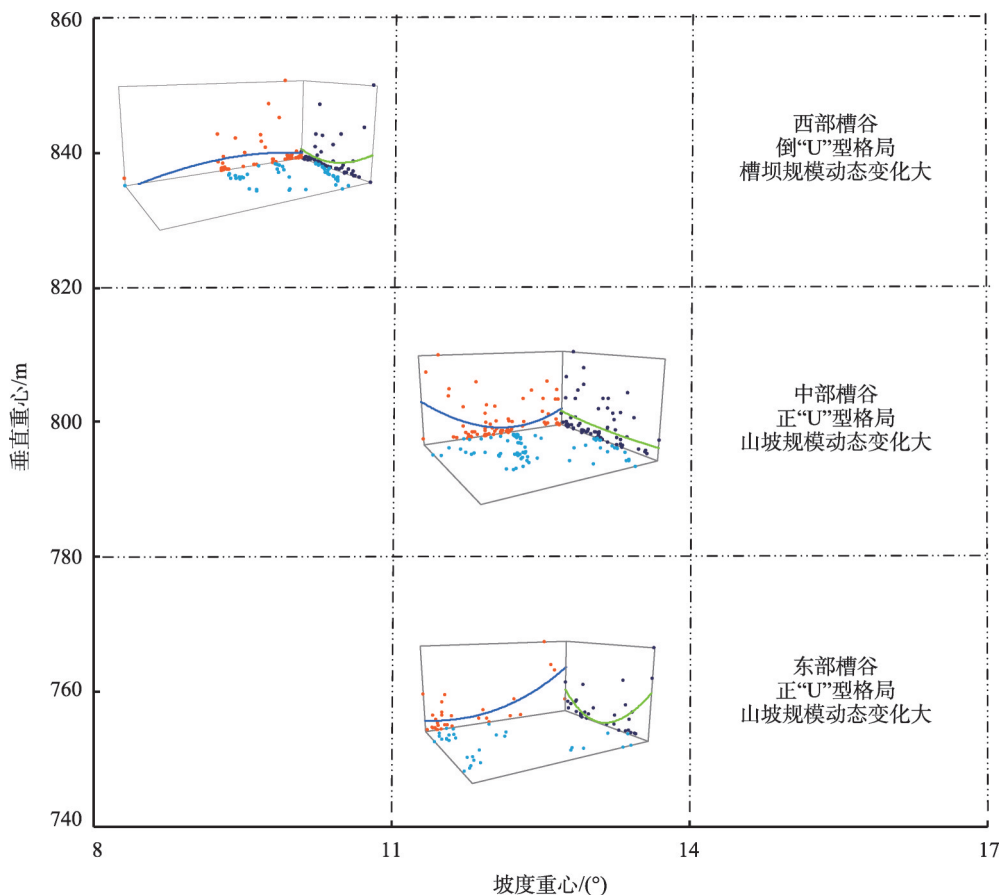 860
西部槽谷
倒“U”型格局
槽坝规模动态变化大
840
820
垂直重心/m
中部槽谷
正“U”型格局
山坡规模动态变化大
800
780
东部槽谷
正“U”型格局
山坡规模动态变化大
760
740
8
11
14
17
坡度重心/(°)